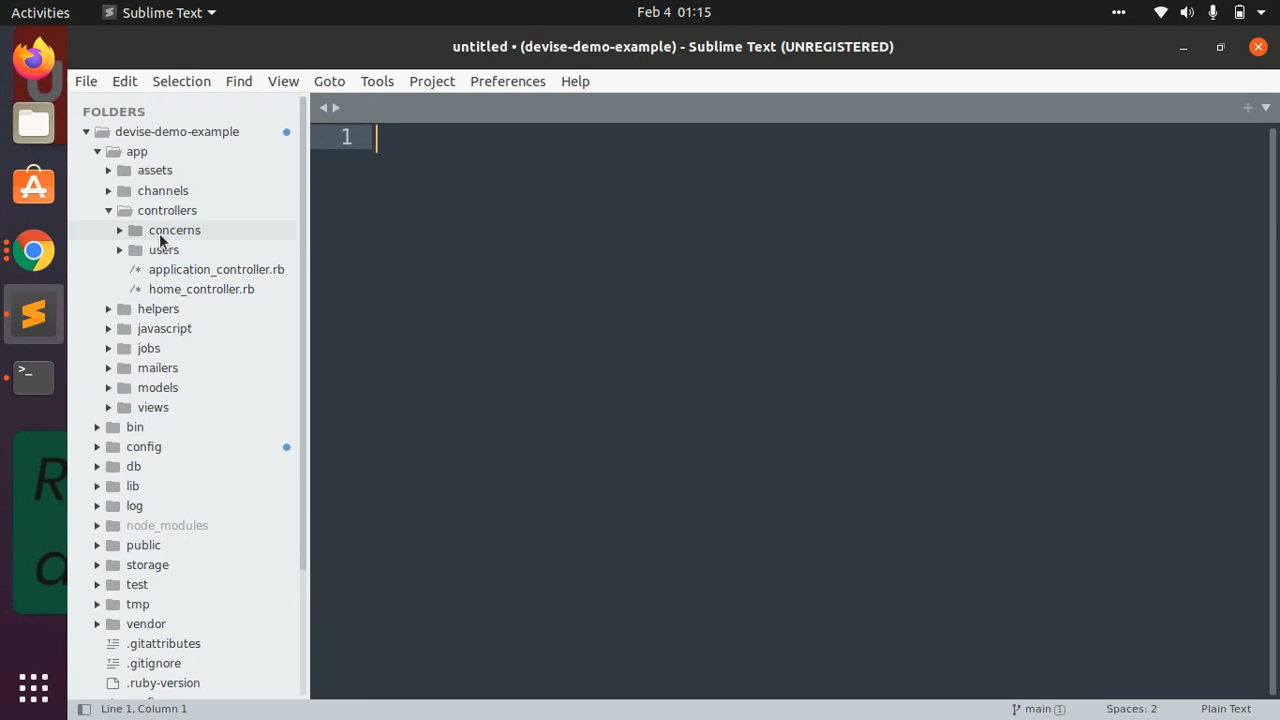 Activities
Sublime Text
Feb 4 01:15
untitled • (devise-demo-example) - Sublime Text (UNREGISTERED)
File Edit Selection Find View Goto Tools Project Preferences Help
FOLDERS
devise-demo-example
app
assets
channels
controllers
concerns
users
/* application_controller.rb
/* home_controller.rb
helpers
javascript
jobs
mailers
models
views
bin
config
db
lib
log
node_modules
public
storage
test
tmp
vendor
.gitattributes
.gitignore
.ruby-version
1
Line 1, Column 1
main 1
Spaces: 2
Plain Text